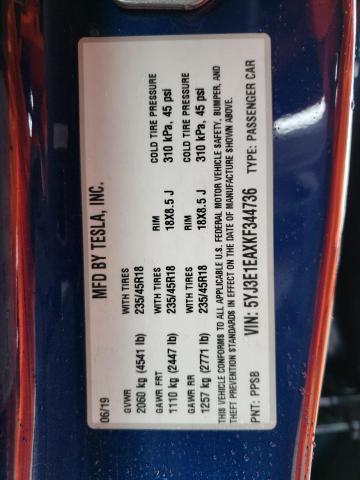 MFD BY TESLA, INC.
06/19
GVWR WITH TIRES RIM COLD TIRE PRESSURE
2060 kg (4541 lb) 235/45R18 18X8.5 J 310 kPa, 45 psi
GAWR FRT WITH TIRES RIM COLD TIRE PRESSURE
1110 kg (2447 lb) 235/45R18 18X8.5 J 310 kPa, 45 psi
GAWR RR WITH TIRES RIM COLD TIRE PRESSURE
1257 kg (2771 lb) 235/45R18 18X8.5 J 310 kPa, 45 psi
THIS VEHICLE CONFORMS TO ALL APPLICABLE U.S. FEDERAL MOTOR VEHICLE SAFETY, BUMPER, AND
THEFT PREVENTION STANDARDS IN EFFECT ON THE DATE OF MANUFACTURE SHOWN ABOVE.
VIN: 5YJ3E1EAXKF344736 TYPE: PASSENGER CAR
PNT: PPSB